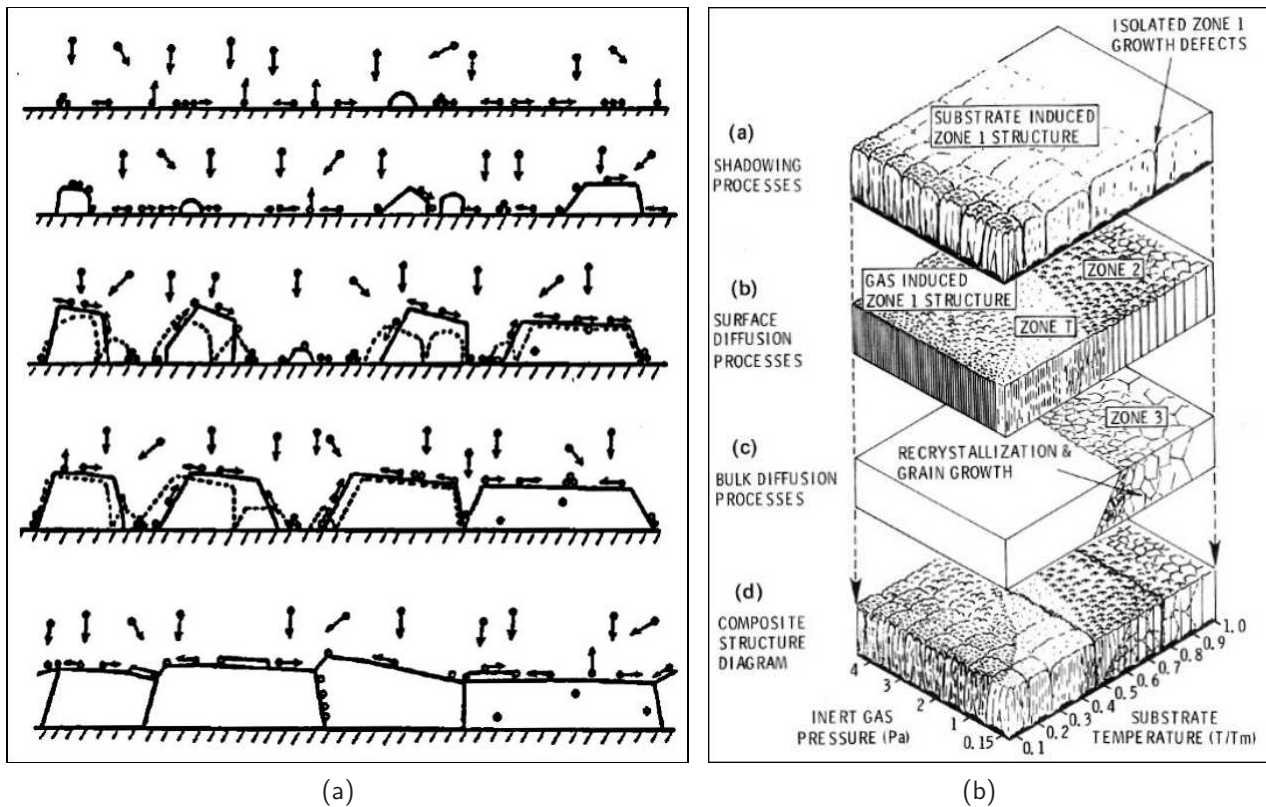 ISOLATED ZONE 1
GROWTH DEFECTS
(a)
SHADOWING
PROCESSES
SUBSTRATE INDUCED
ZONE 1 STRUCTURE
(b)
SURFACE
DIFFUSION
PROCESSES
GAS INDUCED
ZONE 1 STRUCTURE
ZONE T
ZONE 2
(c)
BULK DIFFUSION
PROCESSES
ZONE 3
RECRYSTALLIZATION &
GRAIN GROWTH
(d)
COMPOSITE
STRUCTURE
DIAGRAM
4
3
2
1
0.15
INERT GAS
PRESSURE (Pa)
0.1
0.2
0.3
0.4
0.5
0.6
0.7
0.8
0.9
1.0
SUBSTRATE
TEMPERATURE (T/Tm)
(a)
(b)